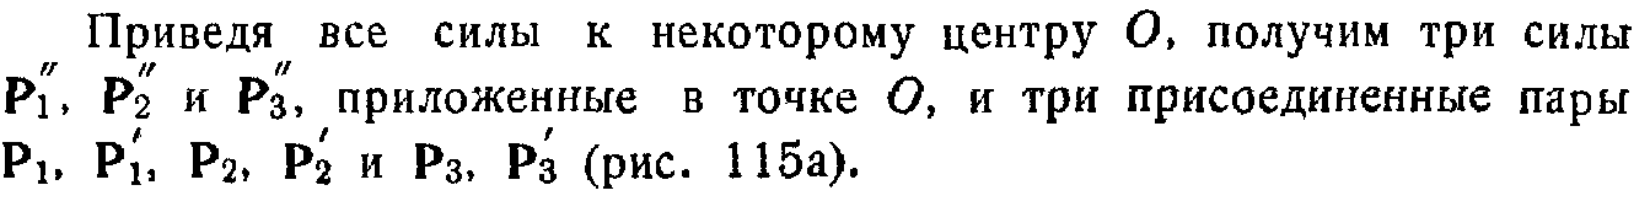 Приведя все силы к некоторому центру O, получим три силы
P₁″, P₂″ и P₃″, приложенные в точке O, и три присоединенные пары
P₁, P₁′, P₂, P₂′ и P₃, P₃′ (рис. 115а).